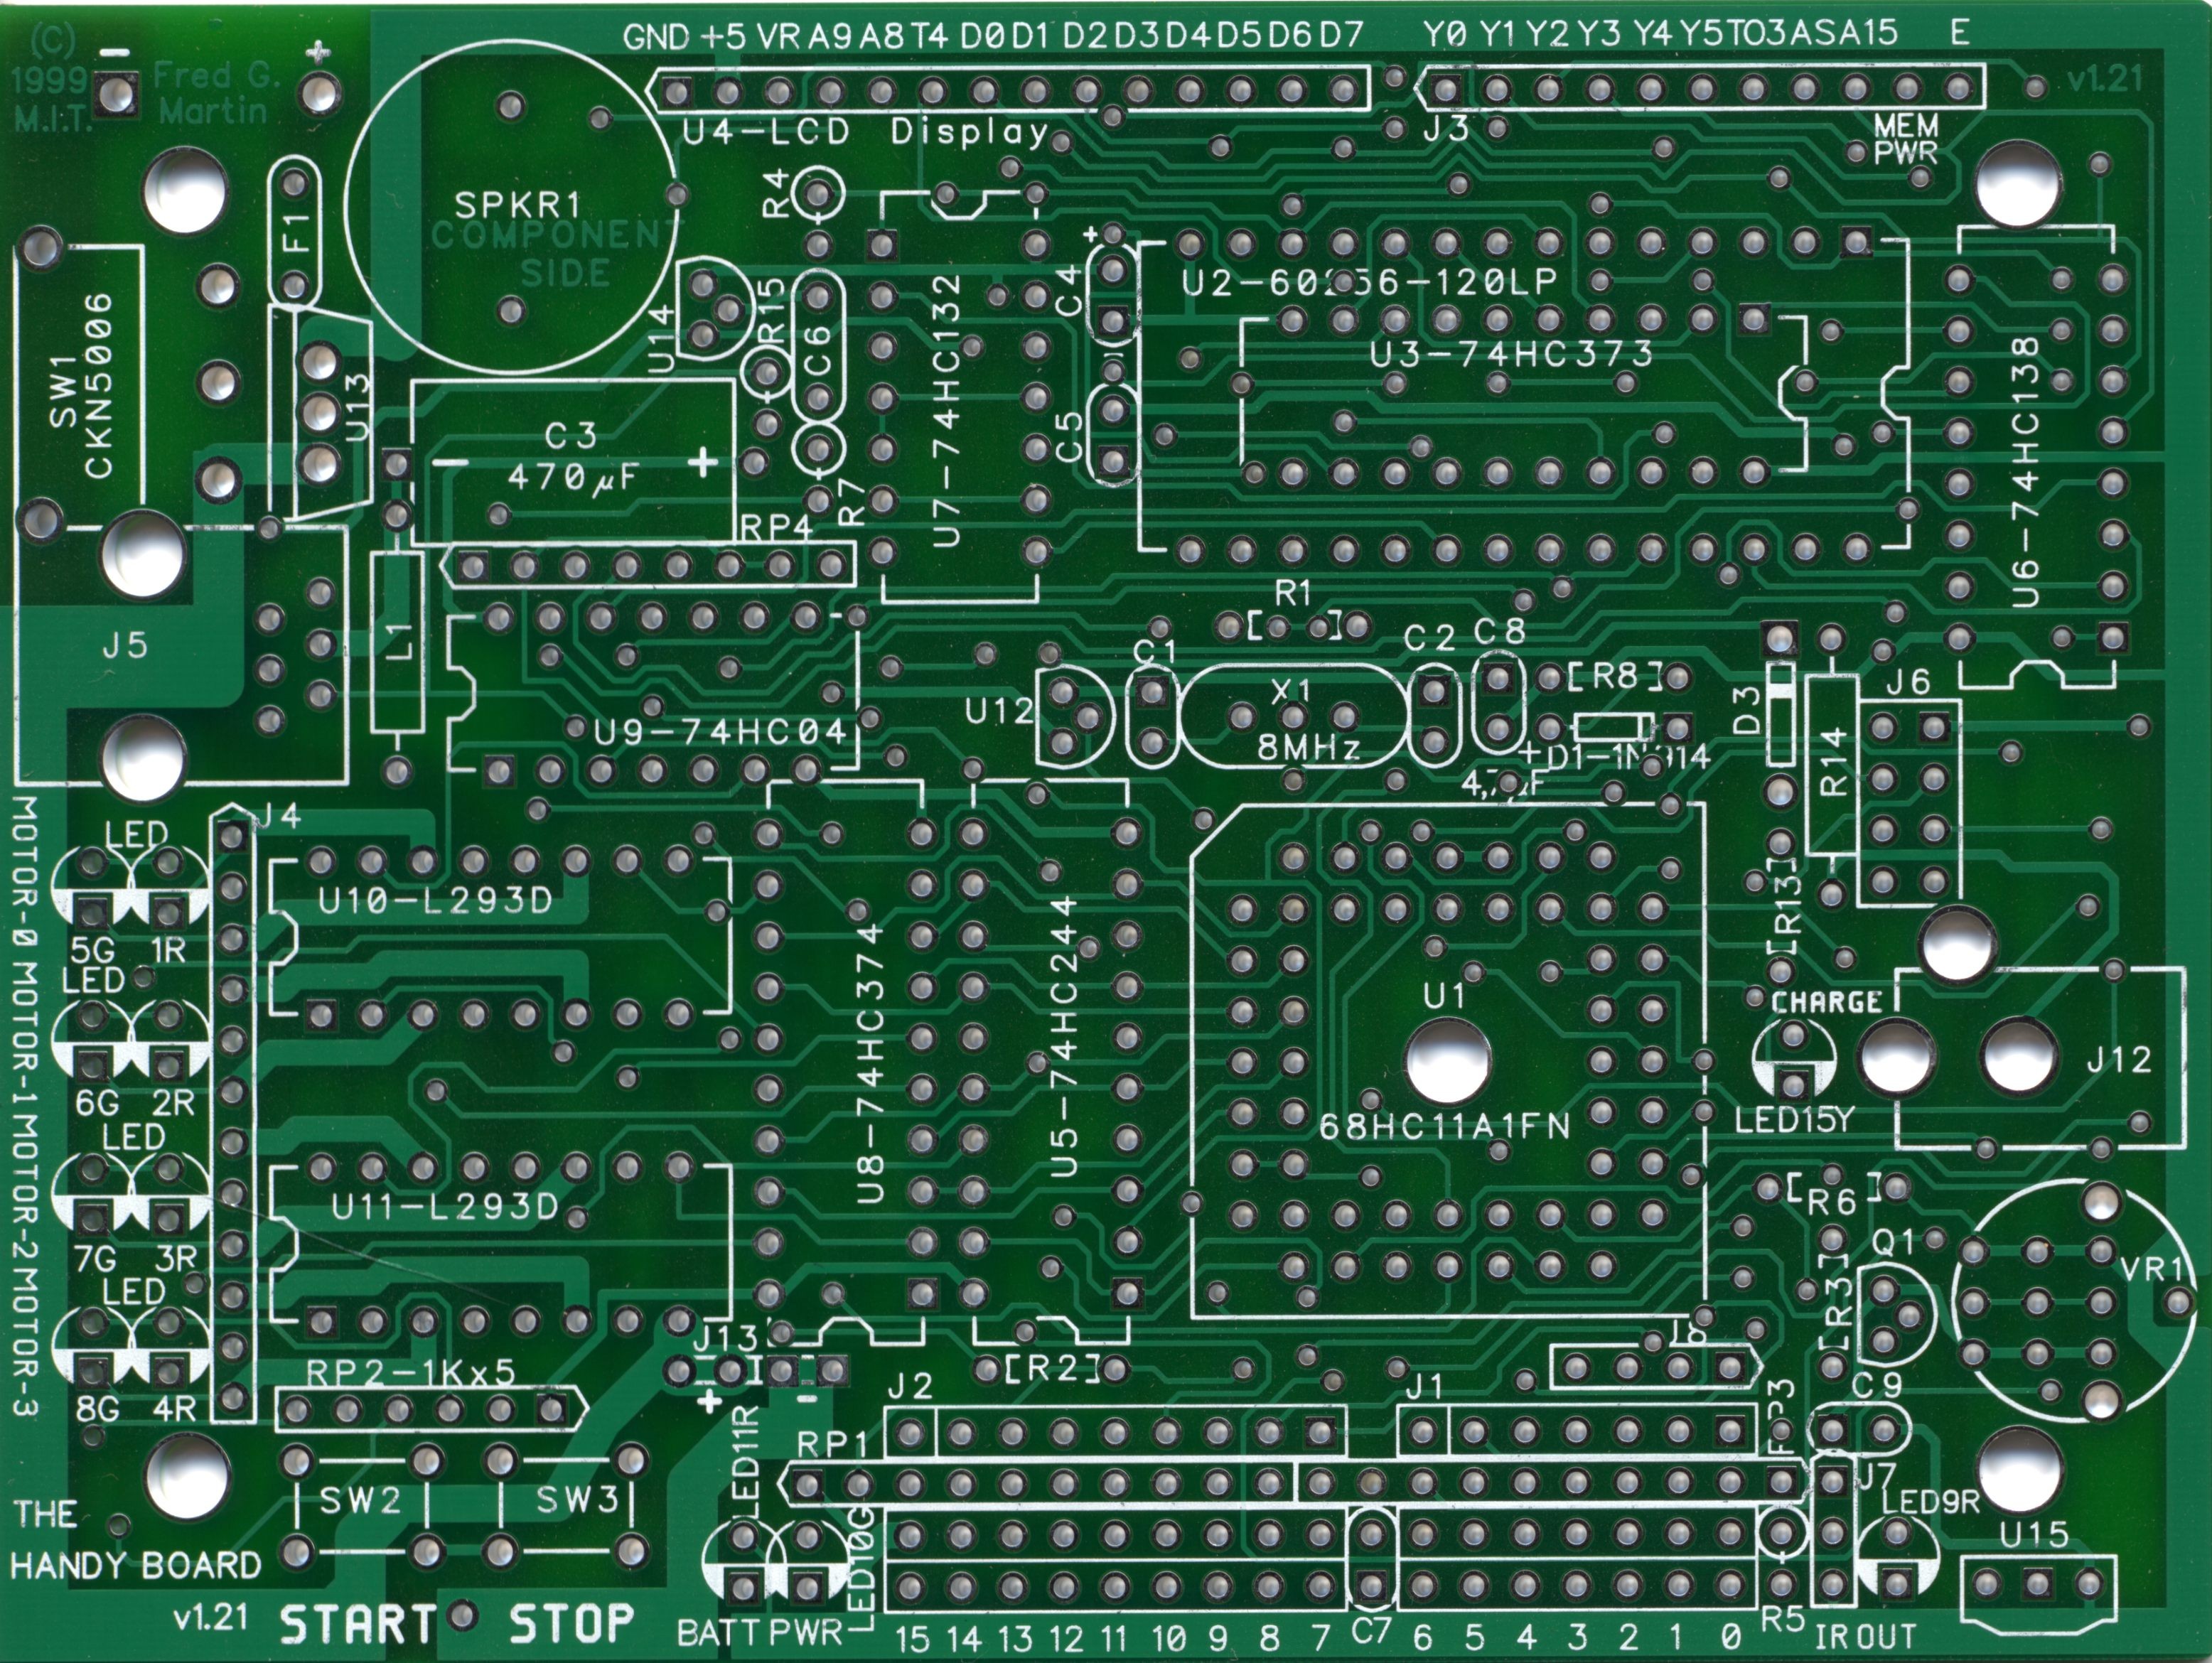 GND +5 VR A9 A8 T4 D0 D1 D2 D3 D4 D5 D6 D7
Y0 Y1 Y2 Y3 Y4 Y5 TO3 AS A15 E
(C)
1999
M.I.T.
-
+
Fred G.
Martin
v1.21
U4-LCD Display
J3
MEM
PWR
SPKR1
COMPONENT
SIDE
F1
R4
SW1
CKN5006
U13
U14
R15
C6
R7
U7-74HC132
+
C4
C5
U2-60256-120LP
U3-74HC373
U6-74HC138
C3
- 470µF +
RP4
J5
L1
R1
U9-74HC04
U12
C1
X1
8MHz
C2
C8
R8
+
D1-1N914
D3
R14
J6
J4
MOTOR-0 MOTOR-1 MOTOR-2 MOTOR-3
LED
5G 1R
LED
6G 2R
LED
7G 3R
LED
8G 4R
U10-L293D
U11-L293D
U8-74HC374
U5-74HC244
U1
68HC11A1FN
R13
CHARGE
LED15Y
J12
R6
Q1
R3
VR1
RP2-1Kx5
J13
+
-
R2
J2
J1
C9
RP1
J7
LED11R
LED10G
LED9R
SW2
SW3
U15
THE
HANDY BOARD
v1.21
START STOP
BATT PWR
15 14 13 12 11 10 9 8 7 C7 6 5 4 3 2 1 0
R5
IR OUT